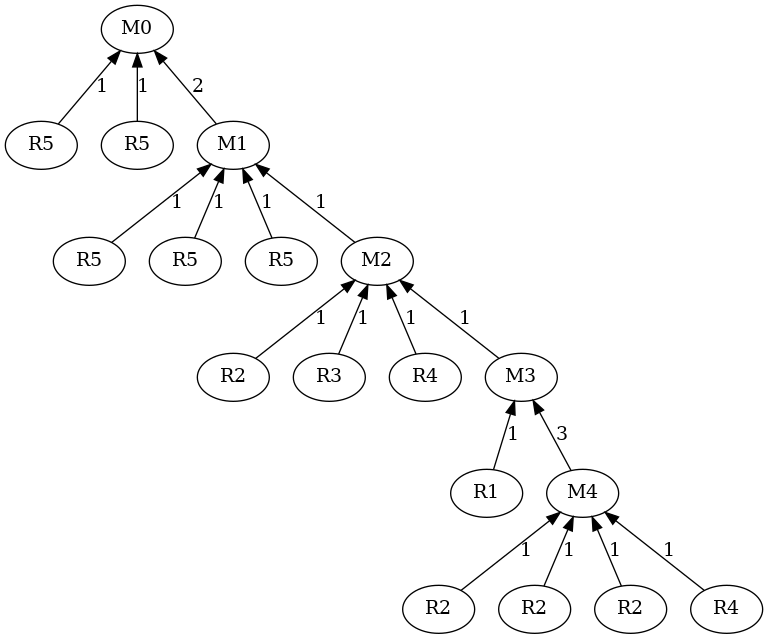 M0
1 1 2
R5 R5 M1
1 1 1 1
R5 R5 R5 M2
1 1 1 1
R2 R3 R4 M3
1 3
R1 M4
1 1 1 1
R2 R2 R2 R4